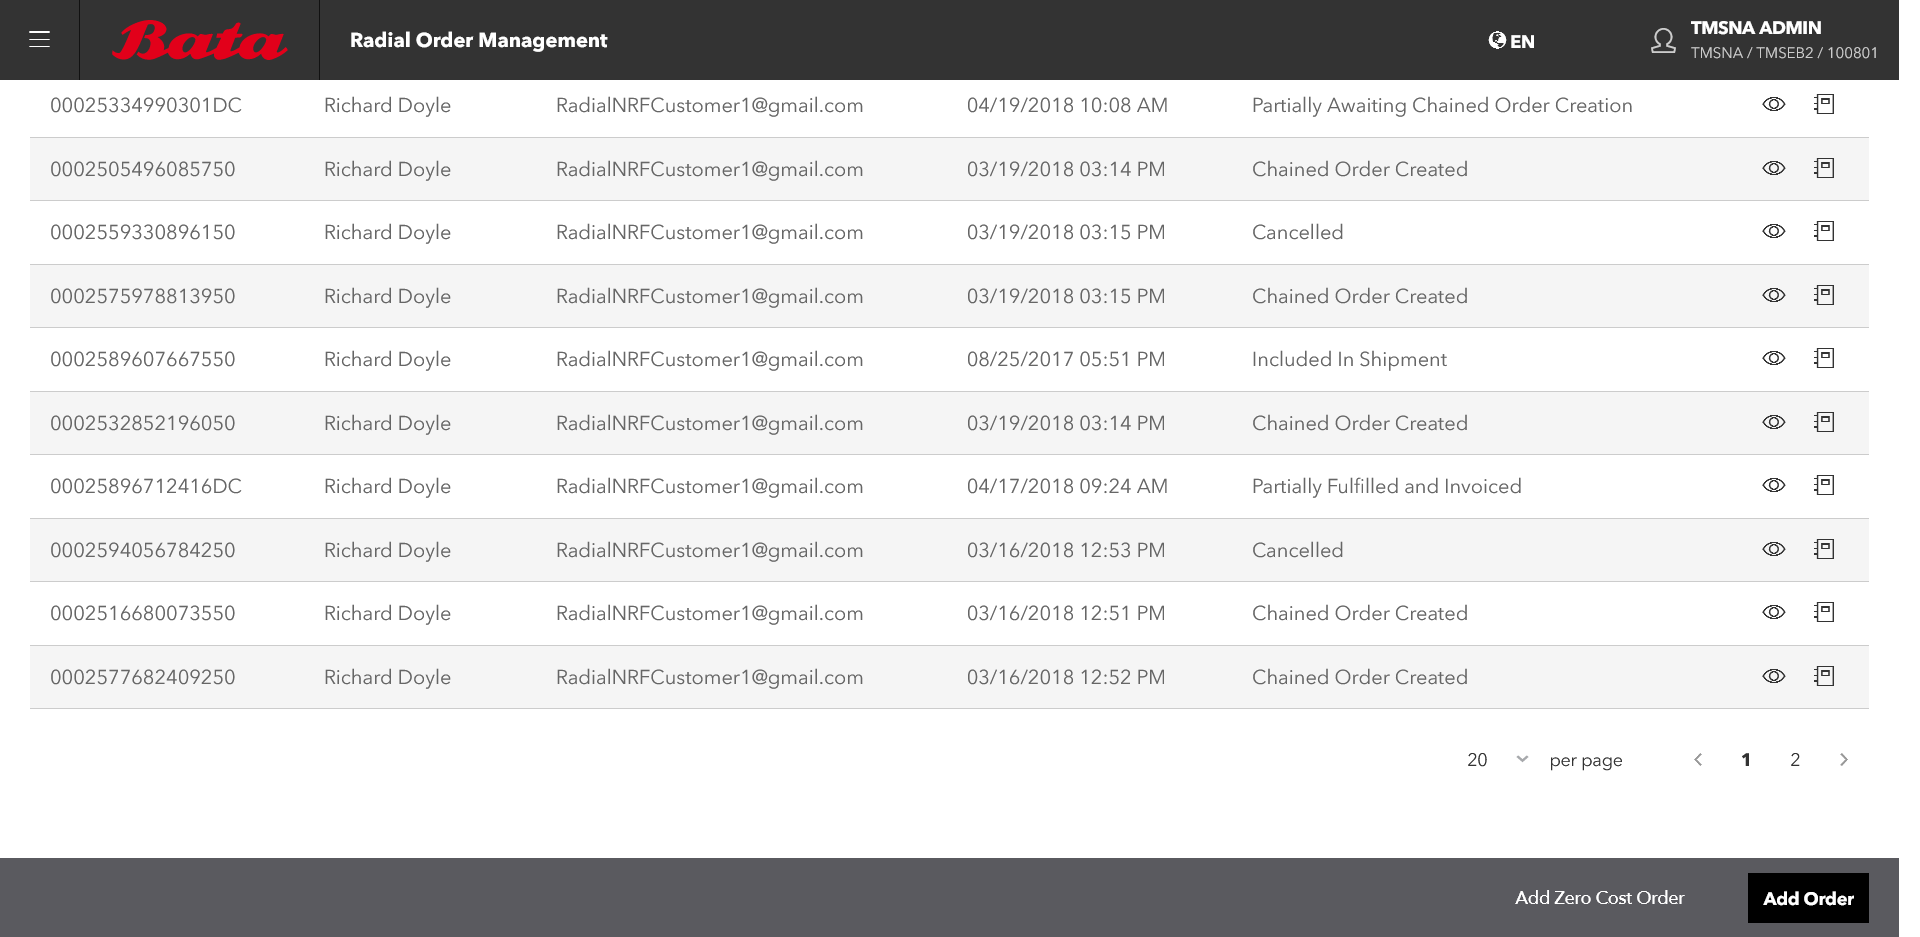 Bata
Radial Order Management
EN
TMSNA ADMIN
TMSNA / TMSEB2 / 100801
00025334990301DC Richard Doyle RadialNRFCustomer1@gmail.com 04/19/2018 10:08 AM Partially Awaiting Chained Order Creation
0002505496085750 Richard Doyle RadialNRFCustomer1@gmail.com 03/19/2018 03:14 PM Chained Order Created
0002559330896150 Richard Doyle RadialNRFCustomer1@gmail.com 03/19/2018 03:15 PM Cancelled
0002575978813950 Richard Doyle RadialNRFCustomer1@gmail.com 03/19/2018 03:15 PM Chained Order Created
0002589607667550 Richard Doyle RadialNRFCustomer1@gmail.com 08/25/2017 05:51 PM Included In Shipment
0002532852196050 Richard Doyle RadialNRFCustomer1@gmail.com 03/19/2018 03:14 PM Chained Order Created
00025896712416DC Richard Doyle RadialNRFCustomer1@gmail.com 04/17/2018 09:24 AM Partially Fulfilled and Invoiced
0002594056784250 Richard Doyle RadialNRFCustomer1@gmail.com 03/16/2018 12:53 PM Cancelled
0002516680073550 Richard Doyle RadialNRFCustomer1@gmail.com 03/16/2018 12:51 PM Chained Order Created
0002577682409250 Richard Doyle RadialNRFCustomer1@gmail.com 03/16/2018 12:52 PM Chained Order Created
20 per page 1 2
Add Zero Cost Order Add Order